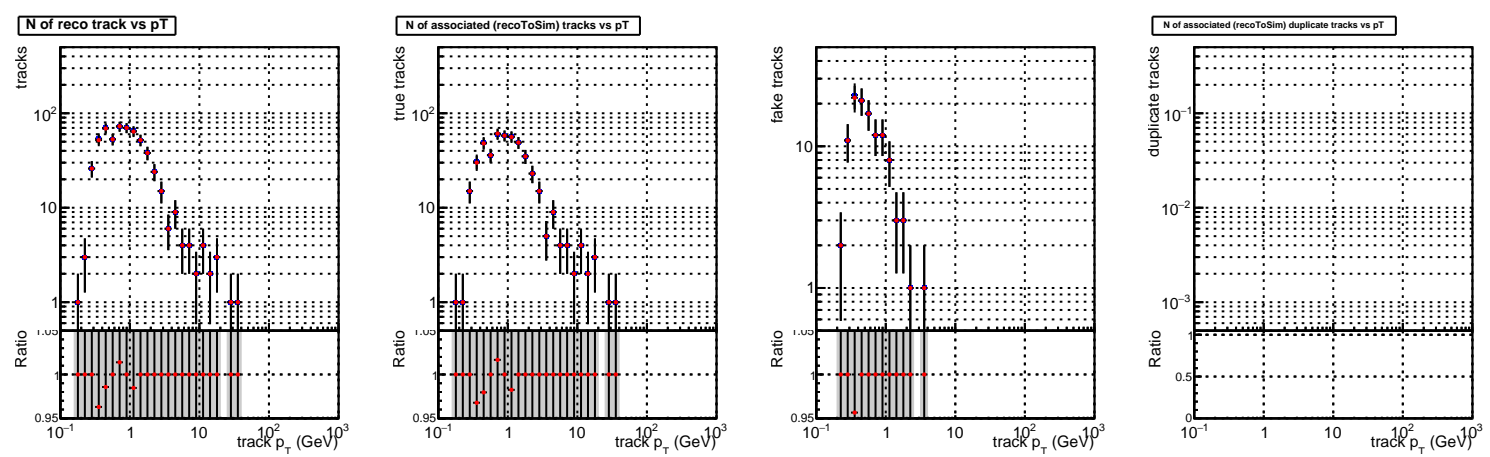 N of reco track vs pT
tracks
10²
10
1
1.05
Ratio
1
0.95
10⁻¹ 1 10 10² 10³
track p_T (GeV)
N of associated (recoToSim) tracks vs pT
true tracks
10²
10
1
1.05
Ratio
1
0.95
10⁻¹ 1 10 10² 10³
track p_T (GeV)
fake tracks
10
1
1.05
Ratio
1
0.95
10⁻¹ 1 10 10² 10³
track p_T (GeV)
N of associated (recoToSim) duplicate tracks vs pT
duplicate tracks
10⁻¹
10⁻²
10⁻³
Ratio
1
0.5
0
10⁻¹ 1 10 10² 10³
track p_T (GeV)